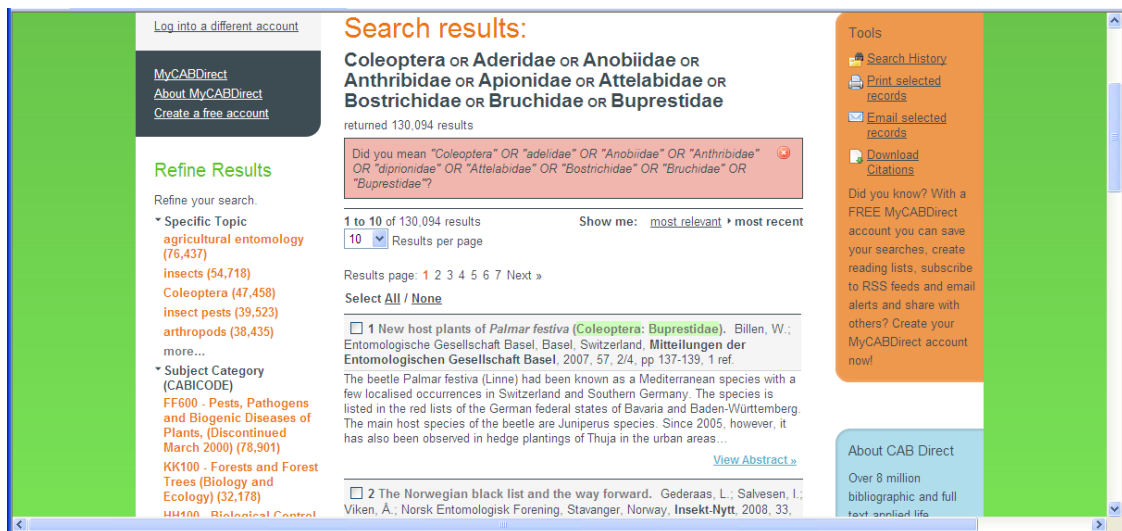 Log into a different account
MyCABDirect
About MyCABDirect
Create a free account
Refine Results
Refine your search.
Specific Topic
agricultural entomology
(76,437)
insects (54,718)
Coleoptera (47,458)
insect pests (39,523)
arthropods (38,435)
more...
Subject Category
(CABICODE)
FF600 - Pests, Pathogens
and Biogenic Diseases of
Plants, (Discontinued
March 2000) (78,901)
KK100 - Forests and Forest
Trees (Biology and
Ecology) (32,178)
HH100 - Biological Control
Search results:
Coleoptera OR Aderidae OR Anobiidae OR
Anthribidae OR Apionidae OR Attelabidae OR
Bostrichidae OR Bruchidae OR Buprestidae
returned 130,094 results
Did you mean "Coleoptera" OR "adelidae" OR "Anobiidae" OR "Anthribidae"
OR "diprionidae" OR "Attelabidae" OR "Bostrichidae" OR "Bruchidae" OR
"Buprestidae"?
1 to 10 of 130,094 results Show me: most relevant most recent
10 Results per page
Results page: 1 2 3 4 5 6 7 Next »
Select All / None
1 New host plants of Palmar festiva (Coleoptera: Buprestidae). Billen, W.;
Entomologische Gesellschaft Basel, Basel, Switzerland, Mitteilungen der
Entomologischen Gesellschaft Basel, 2007, 57, 2/4, pp 137-139, 1 ref.
The beetle Palmar festiva (Linne) had been known as a Mediterranean species with a
few localised occurrences in Switzerland and Southern Germany. The species is
listed in the red lists of the German federal states of Bavaria and Baden-Württemberg.
The main host species of the beetle are Juniperus species. Since 2005, however, it
has also been observed in hedge plantings of Thuja in the urban areas...
View Abstract »
2 The Norwegian black list and the way forward. Gederaas, L.; Salvesen, I.;
Viken, Å.; Norsk Entomologisk Forening, Stavanger, Norway, Insekt-Nytt, 2008, 33,
Tools
Search History
Print selected
records
Email selected
records
Download
Citations
Did you know? With a
FREE MyCABDirect
account you can save
your searches, create
reading lists, subscribe
to RSS feeds and email
alerts and share with
others? Create your
MyCABDirect account
now!
About CAB Direct
Over 8 million
bibliographic and full
text applied life